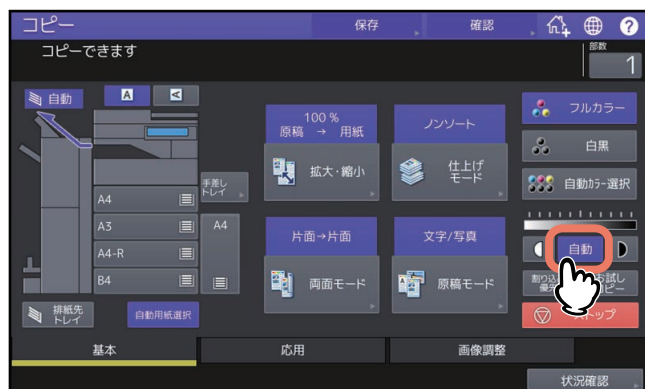 コピー
保存
確認
?
コピーできます
部数
1
自動
A
A
100 %
原稿 → 用紙
ノンソート
フルカラー
拡大・縮小
仕上げ
モード
白黒
手差し
トレイ
自動カラー選択
A4
A3
A4
A4-R
B4
片面→片面
文字/写真
自動
両面モード
原稿モード
割り込み
優先
お試し
コピー
排紙先
トレイ
自動用紙選択
ストップ
基本
応用
画像調整
状況確認